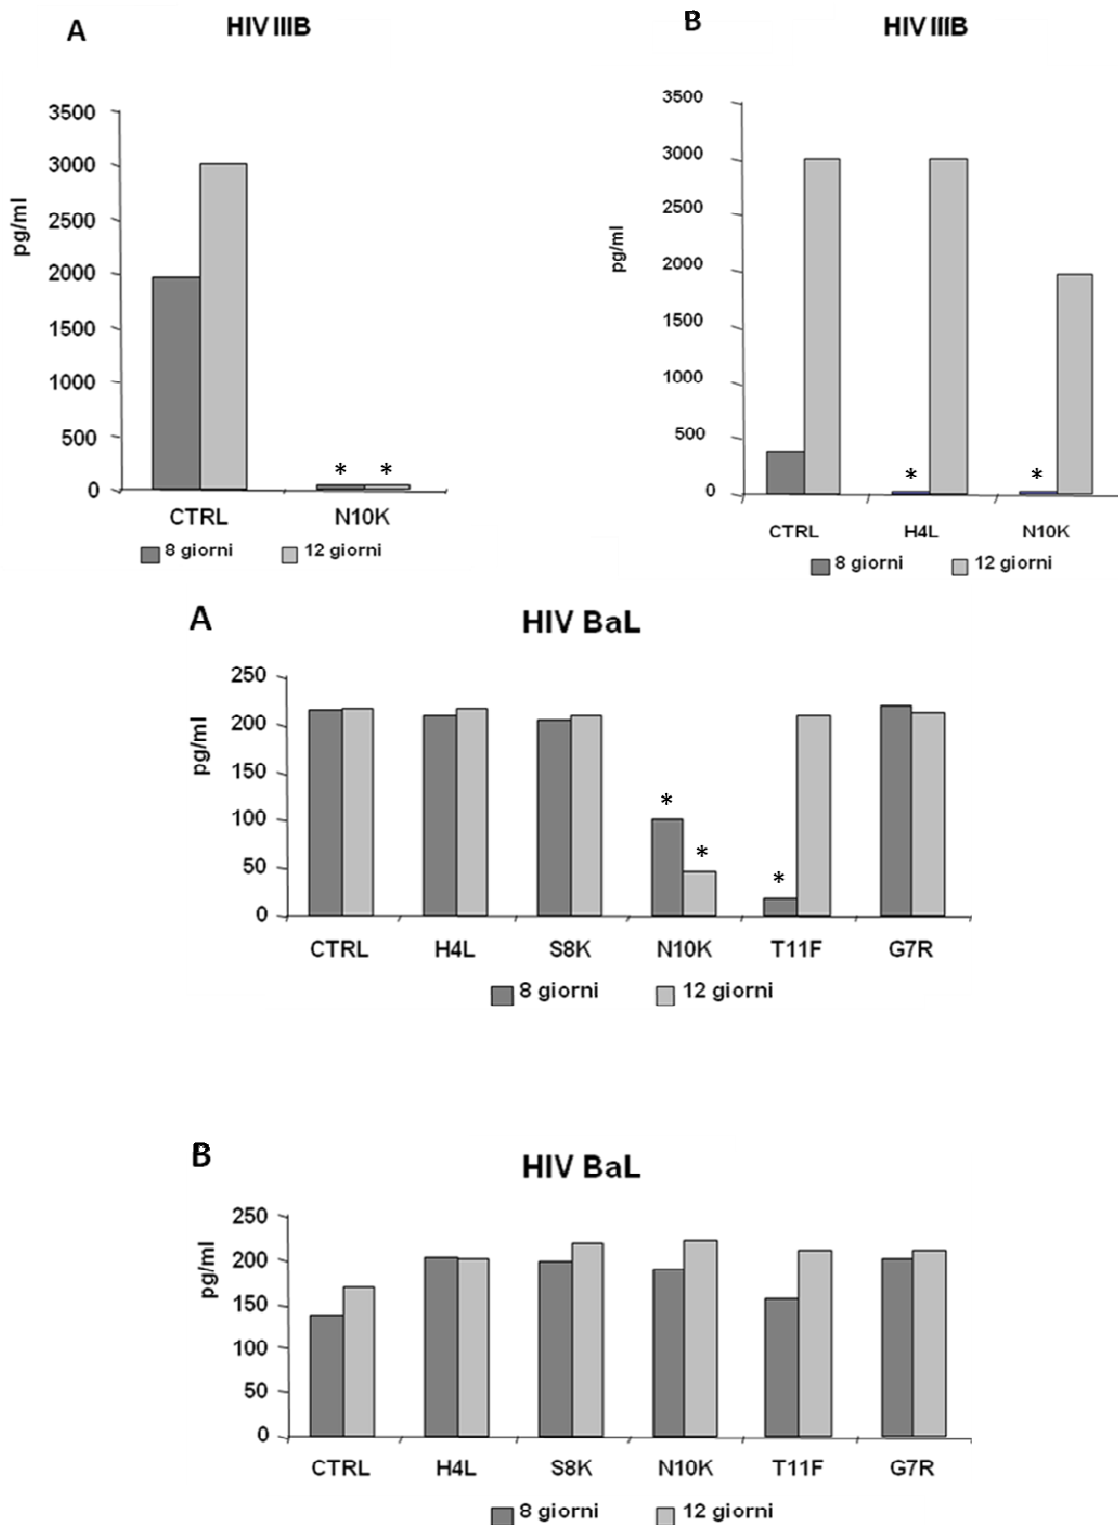 A
HIV IIIB
3500
3000
2500
2000
1500
1000
500
0
pg/ml
* *
CTRL N10K
8 giorni 12 giorni
B
HIV IIIB
3500
3000
2500
2000
1500
1000
500
0
pg/ml
* *
CTRL H4L N10K
8 giorni 12 giorni
A
HIV BaL
250
200
150
100
50
0
pg/ml
* * *
CTRL H4L S8K N10K T11F G7R
8 giorni 12 giorni
B
HIV BaL
250
200
150
100
50
0
pg/ml
CTRL H4L S8K N10K T11F G7R
8 giorni 12 giorni